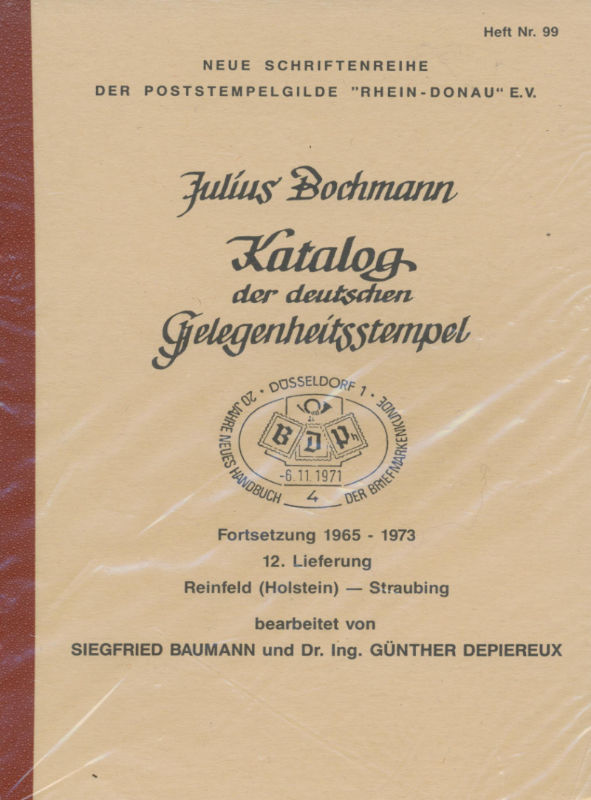 Heft Nr. 99
NEUE SCHRIFTENREIHE
DER POSTSTEMPELGILDE "RHEIN-DONAU" E.V.
Julius Bochmann
Katalog
der deutschen
Gelegenheitsstempel
· DÜSSELDORF 1 ·
20 JAHRE NEUES HANDBUCH
DER BRIEFMARKENKUNDE
B D Ph
-6.11.1971
4
Fortsetzung 1965 - 1973
12. Lieferung
Reinfeld (Holstein) — Straubing
bearbeitet von
SIEGFRIED BAUMANN und Dr. Ing. GÜNTHER DEPIEREUX